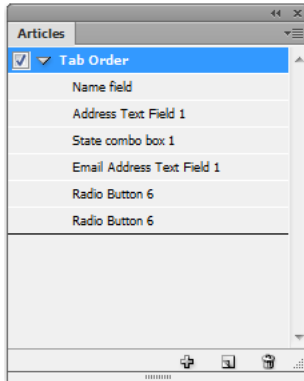 Articles
Tab Order
Name field
Address Text Field 1
State combo box 1
Email Address Text Field 1
Radio Button 6
Radio Button 6